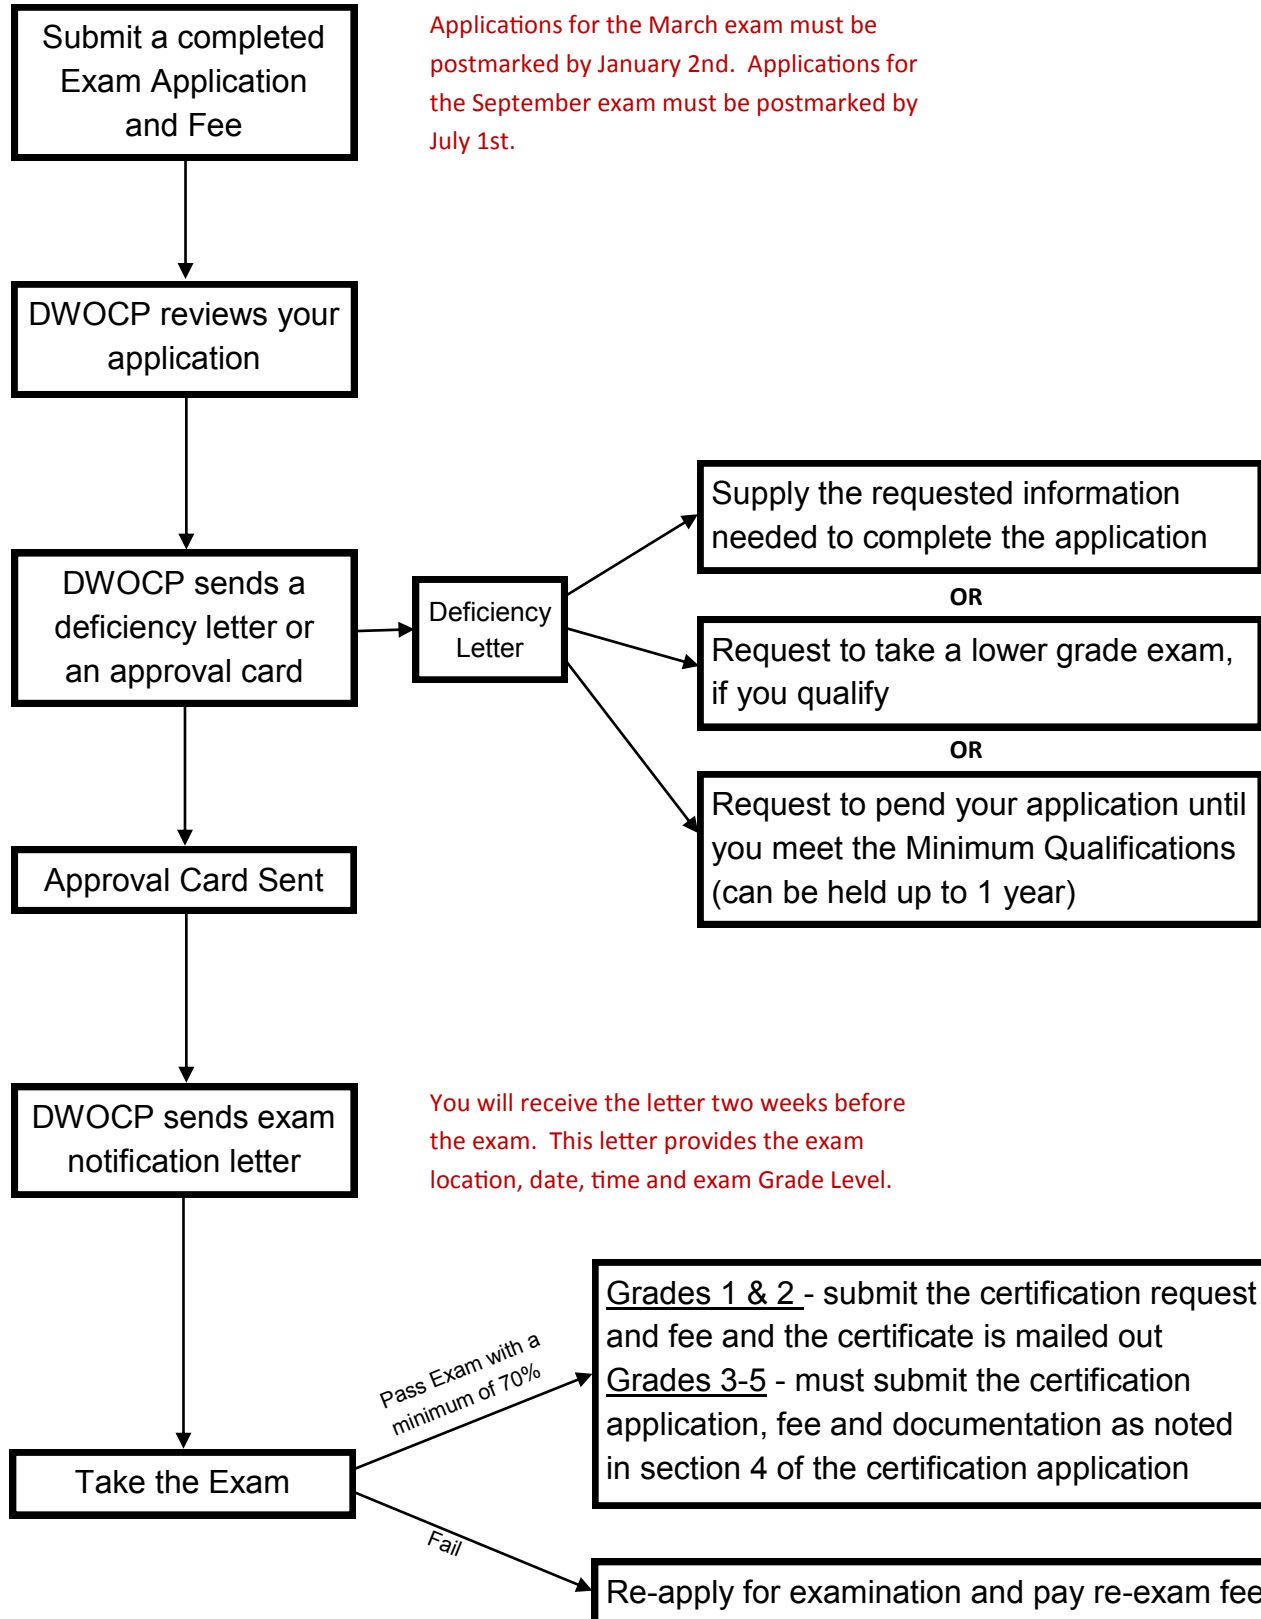 Submit a completed
Exam Application
and Fee
Applications for the March exam must be
postmarked by January 2nd.  Applications for
the September exam must be postmarked by
July 1st.
DWOCP reviews your
application
DWOCP sends a
deficiency letter or
an approval card
Deficiency
Letter
Supply the requested information
needed to complete the application
OR
Request to take a lower grade exam,
if you qualify
OR
Request to pend your application until
you meet the Minimum Qualifications
(can be held up to 1 year)
Approval Card Sent
DWOCP sends exam
notification letter
You will receive the letter two weeks before
the exam.  This letter provides the exam
location, date, time and exam Grade Level.
Take the Exam
Pass Exam with a
minimum of 70%
Grades 1 & 2 - submit the certification request
and fee and the certificate is mailed out
Grades 3-5 - must submit the certification
application, fee and documentation as noted
in section 4 of the certification application
Fail
Re-apply for examination and pay re-exam fee